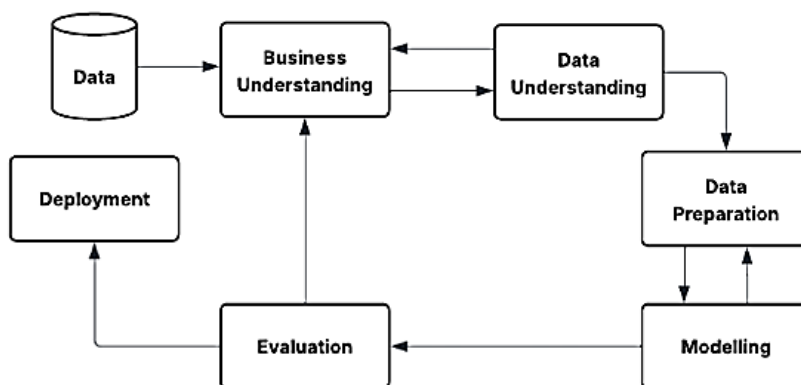 Data
Business
Understanding
Data
Understanding
Deployment
Data
Preparation
Evaluation
Modelling